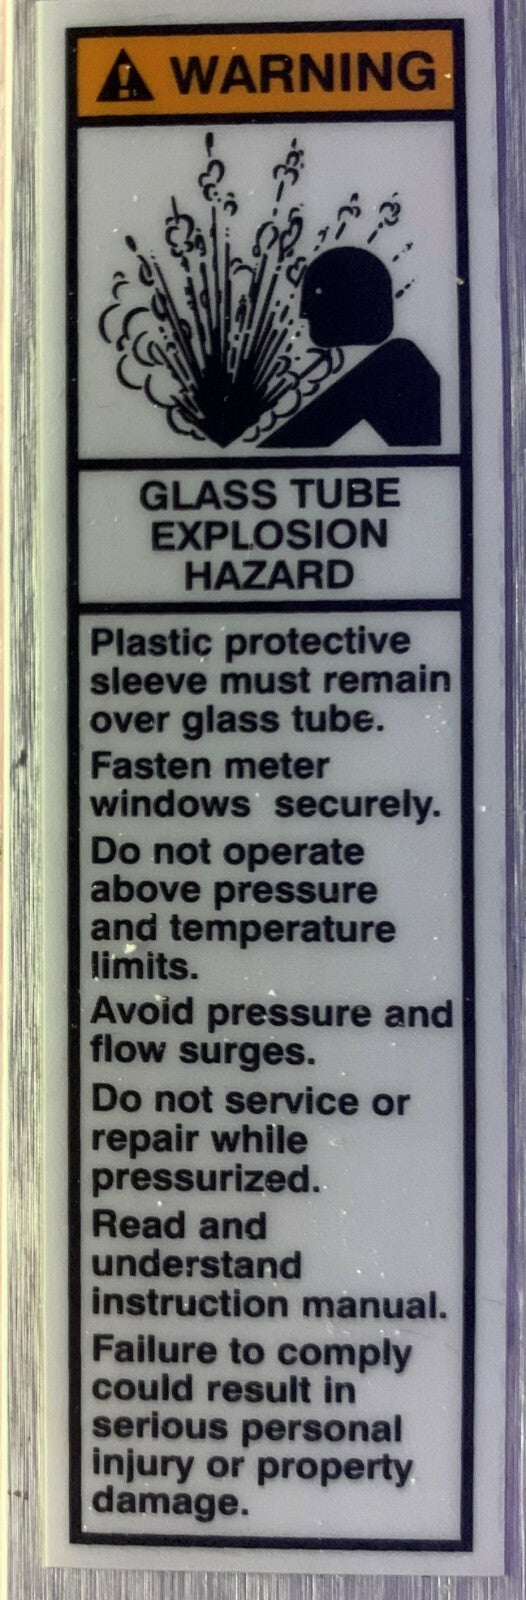 WARNING
GLASS TUBE
EXPLOSION
HAZARD
Plastic protective
sleeve must remain
over glass tube.
Fasten meter
windows securely.
Do not operate
above pressure
and temperature
limits.
Avoid pressure and
flow surges.
Do not service or
repair while
pressurized.
Read and
understand
instruction manual.
Failure to comply
could result in
serious personal
injury or property
damage.